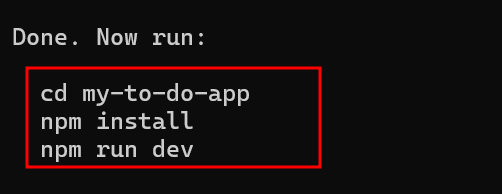 Done. Now run:
cd my-to-do-app
npm install
npm run dev